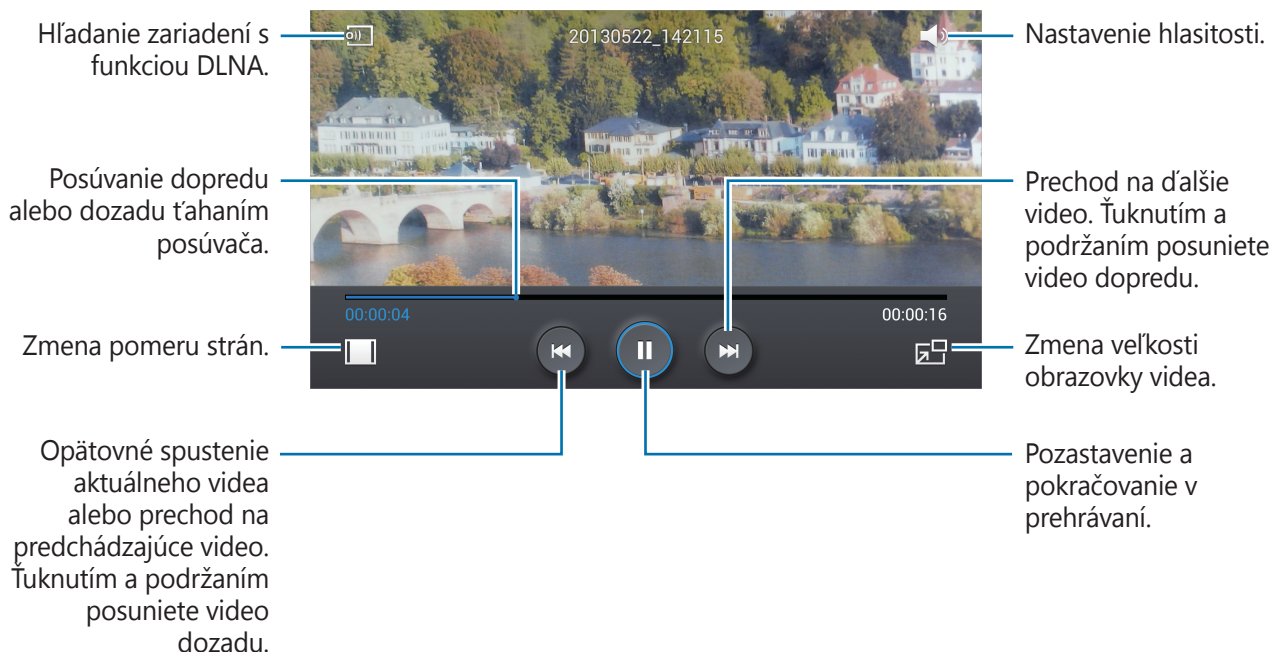 Hľadanie zariadení s
funkciou DLNA.
20130522_142115
Nastavenie hlasitosti.
Posúvanie dopredu
alebo dozadu ťahaním
posúvača.
Prechod na ďalšie
video. Ťuknutím a
podržaním posuniete
video dopredu.
00:00:04
00:00:16
Zmena pomeru strán.
Zmena veľkosti
obrazovky videa.
Opätovné spustenie
aktuálneho videa
alebo prechod na
predchádzajúce video.
Ťuknutím a podržaním
posuniete video
dozadu.
Pozastavenie a
pokračovanie v
prehrávaní.